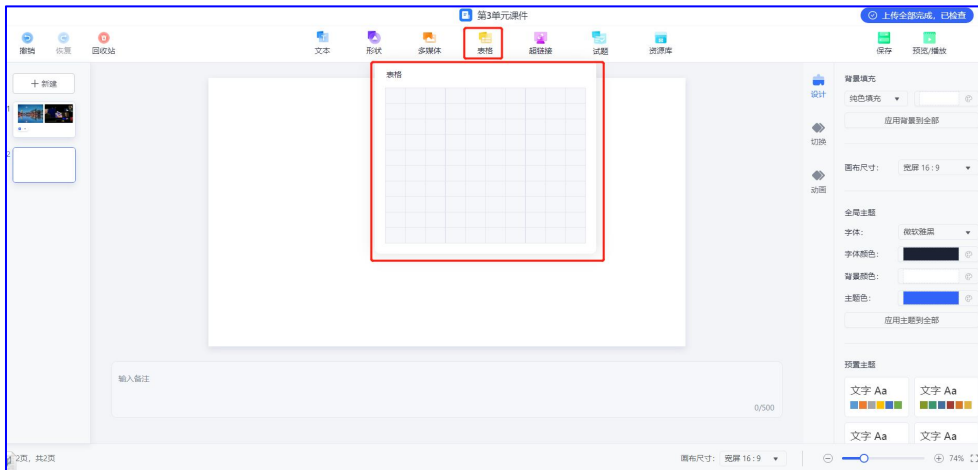 第3单元课件
上传全部完成，已检查
撤销 恢复 回收站 文本 形状 多媒体 表格 超链接 试题 资源库 保存 预览/播放
表格
+ 新建
1
2
设计
切换
动画
背景填充
纯色填充
应用背景到全部
画布尺寸: 宽屏 16:9
全局主题
字体: 微软雅黑
字体颜色:
背景颜色:
主题色:
应用主题到全部
预置主题
文字 Aa 文字 Aa
文字 Aa 文字 Aa
输入备注
0/500
2页，共2页
画布尺寸: 宽屏 16:9
74%